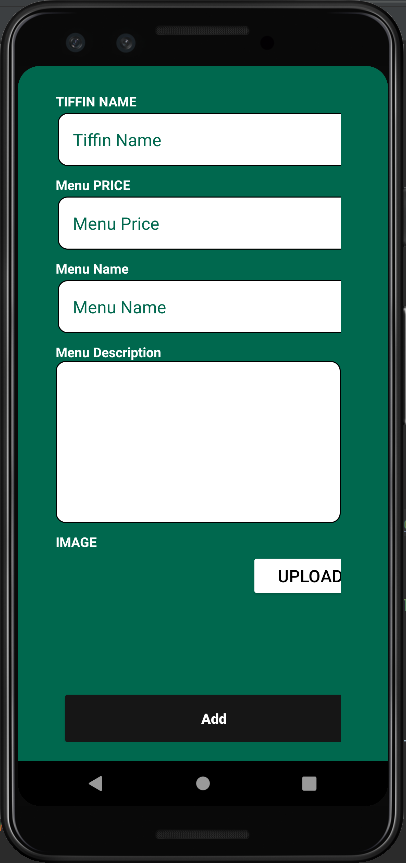 TIFFIN NAME
Tiffin Name
Menu PRICE
Menu Price
Menu Name
Menu Name
Menu Description
IMAGE
UPLOAD
Add